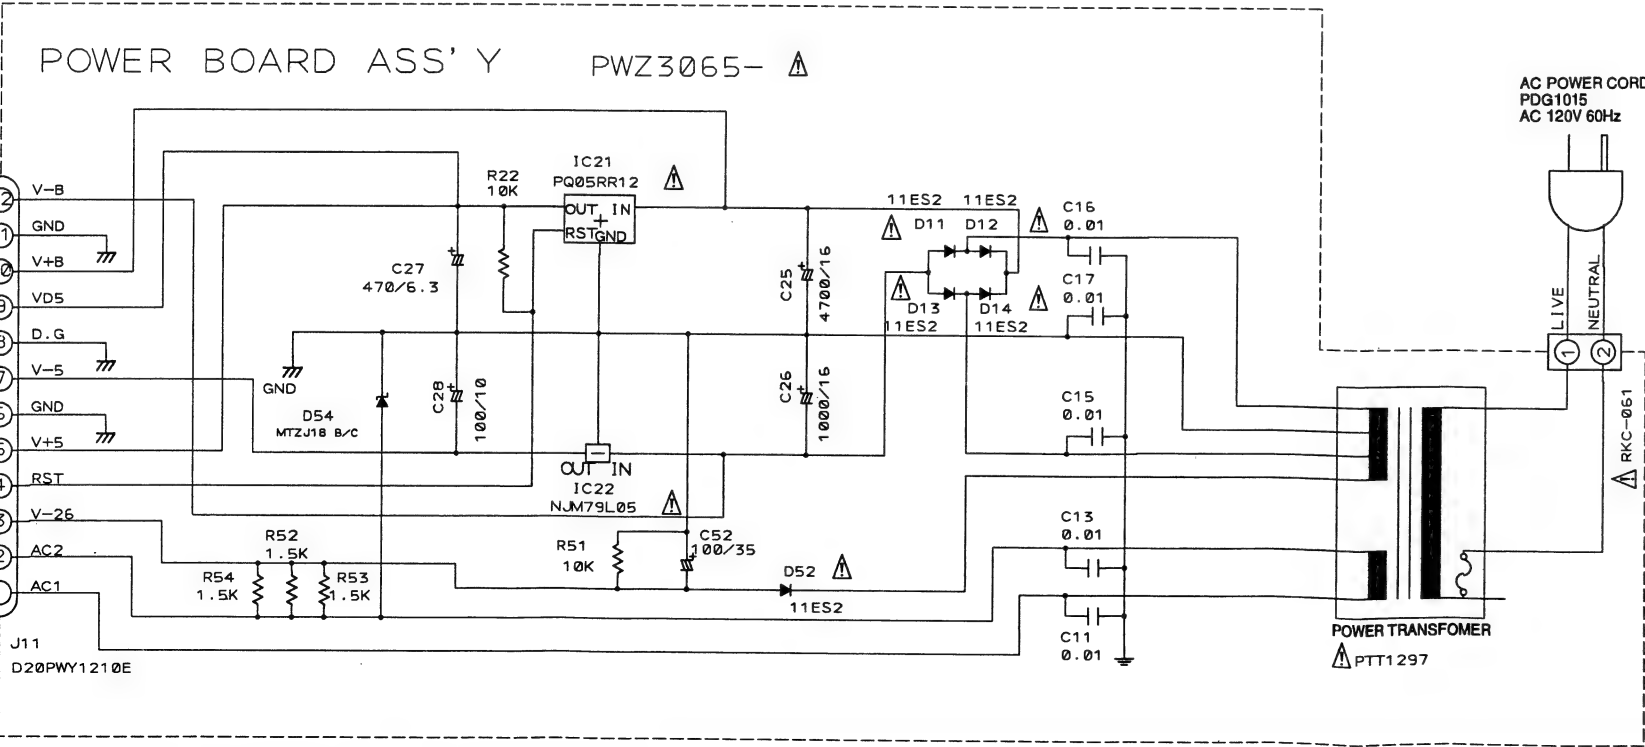 POWER BOARD ASS'Y PWZ3065-
AC POWER CORD
PDG1015
AC 120V 60Hz
LIVE
NEUTRAL
1
2
RKC-061
V-B
GND
V+B
VD5
D.G
V-5
GND
V+5
RST
V-26
AC2
AC1
J11
D20PWY1210E
R22
10K
IC21
PQ05RR12
OUT IN
+
RST GND
C27
470/6.3
C25
4700/16
11ES2 11ES2
D11 D12
D13 D14
11ES2 11ES2
C16
0.01
C17
0.01
GND
D54
MTZJ18 B/C
C28
100/10
C26
1000/16
OUT IN
IC22
NJM79L05
C15
0.01
R52
1.5K
R54
1.5K
R53
1.5K
R51
10K
C52
100/35
D52
11ES2
C13
0.01
C11
0.01
POWER TRANSFOMER
PTT1297